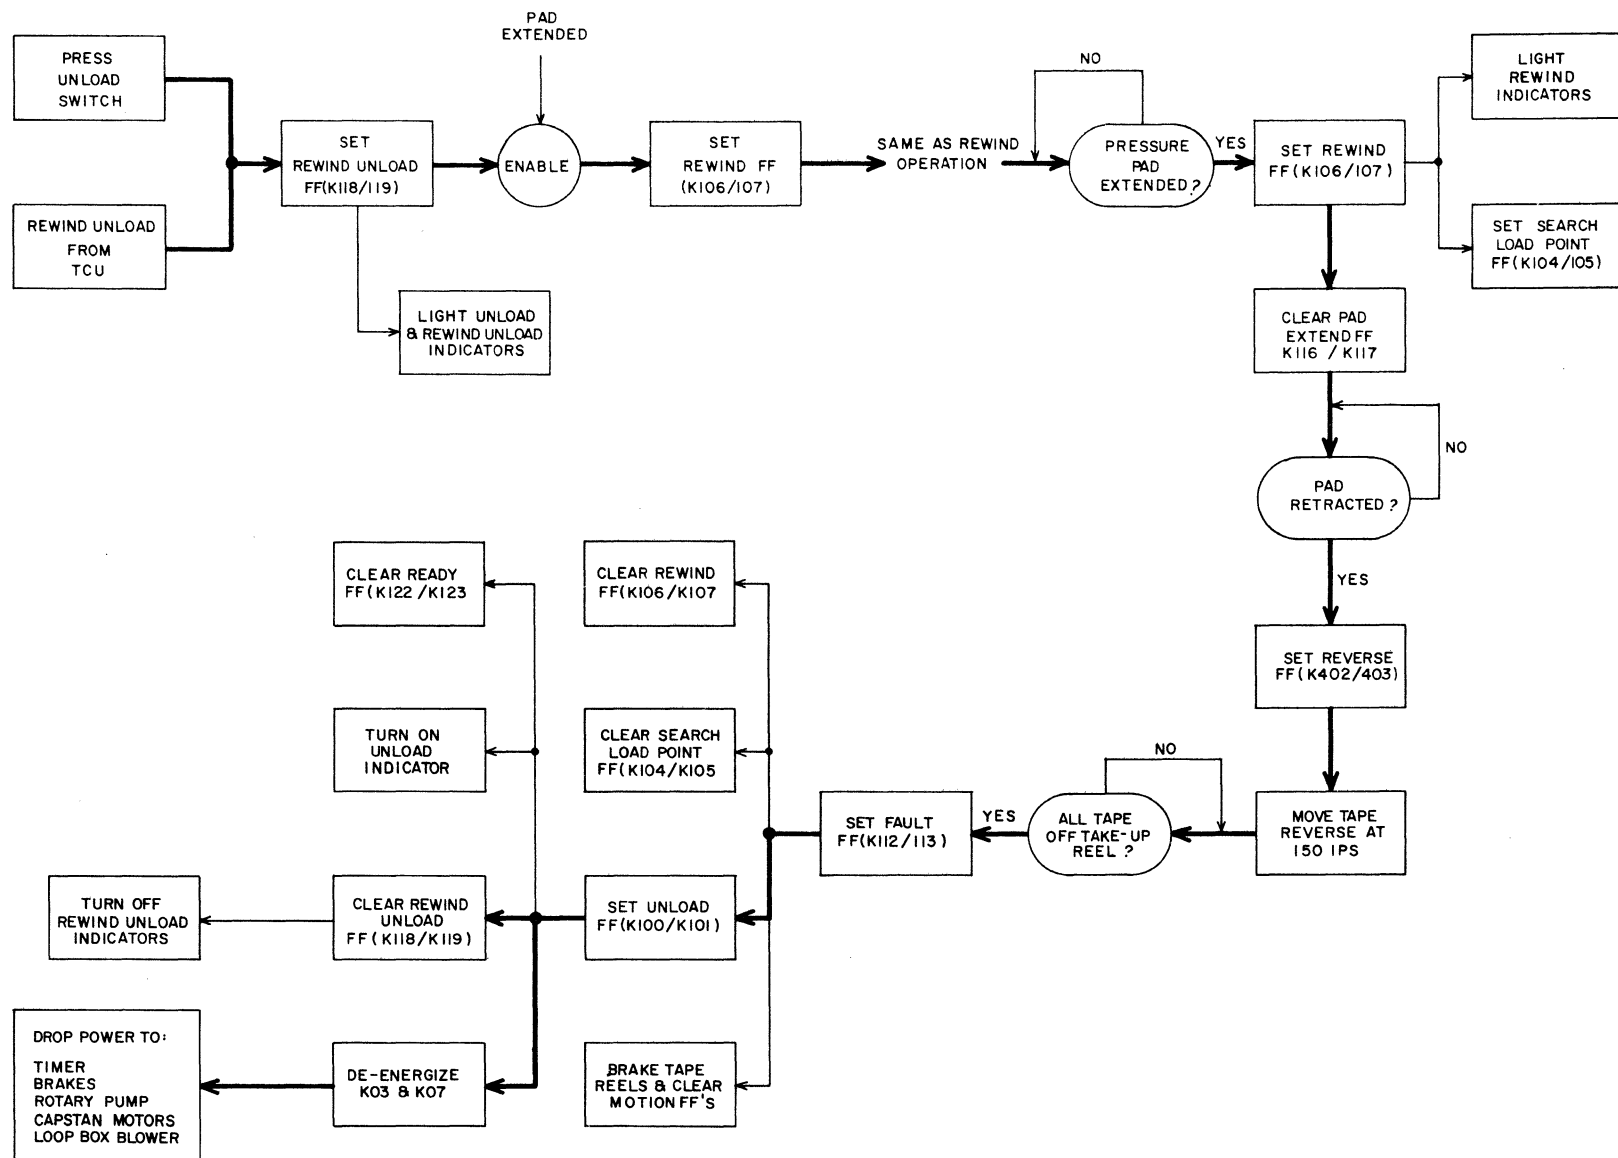 PRESS
UNLOAD
SWITCH
REWIND UNLOAD
FROM
TCU
SET
REWIND UNLOAD
FF(K118/119)
LIGHT UNLOAD
& REWIND UNLOAD
INDICATORS
PAD
EXTENDED
ENABLE
SET
REWIND FF
(K106/107)
SAME AS REWIND
OPERATION
NO
PRESSURE
PAD
EXTENDED?
YES
SET REWIND
FF(K106/107)
LIGHT
REWIND
INDICATORS
SET SEARCH
LOAD POINT
FF(K104/105)
CLEAR PAD
EXTEND FF
K116 / K117
NO
PAD
RETRACTED?
YES
SET REVERSE
FF(K402/403)
MOVE TAPE
REVERSE AT
150 IPS
NO
ALL TAPE
OFF TAKE-UP
REEL?
YES
SET FAULT
FF(K112/113)
CLEAR REWIND
FF(K106/K107
CLEAR SEARCH
LOAD POINT
FF(K104/K105
SET UNLOAD
FF(K100/K101)
BRAKE TAPE
REELS & CLEAR
MOTION FF'S
CLEAR READY
FF(K122/K123
TURN ON
UNLOAD
INDICATOR
CLEAR REWIND
UNLOAD
FF(K118/K119)
DE-ENERGIZE
K03 & K07
TURN OFF
REWIND UNLOAD
INDICATORS
DROP POWER TO:
TIMER
BRAKES
ROTARY PUMP
CAPSTAN MOTORS
LOOP BOX BLOWER